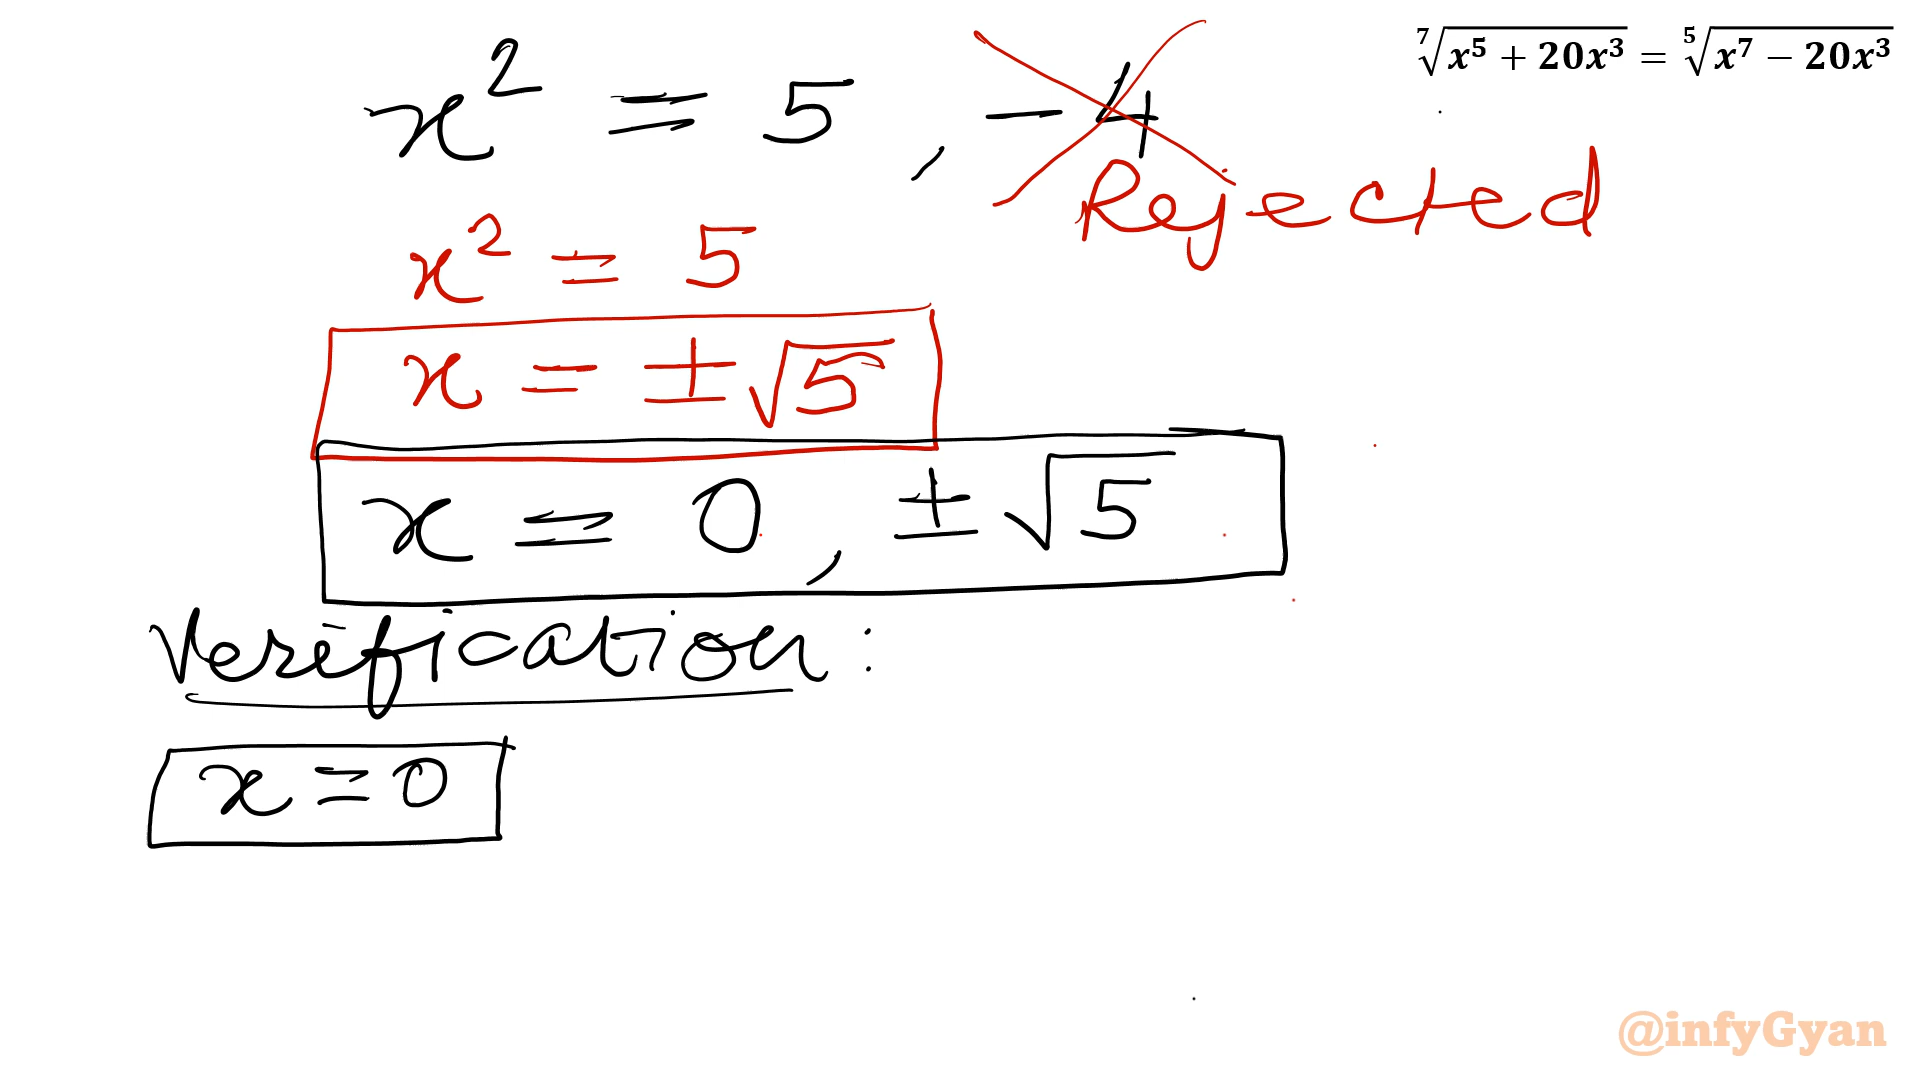 x² = 5, -4
⁷√(x⁵ + 20x³) = ⁵√(x⁷ − 20x³)
Rejected
x² = 5
x = ±√5
x = 0, ±√5
Verification:
x = 0
@infyGyan